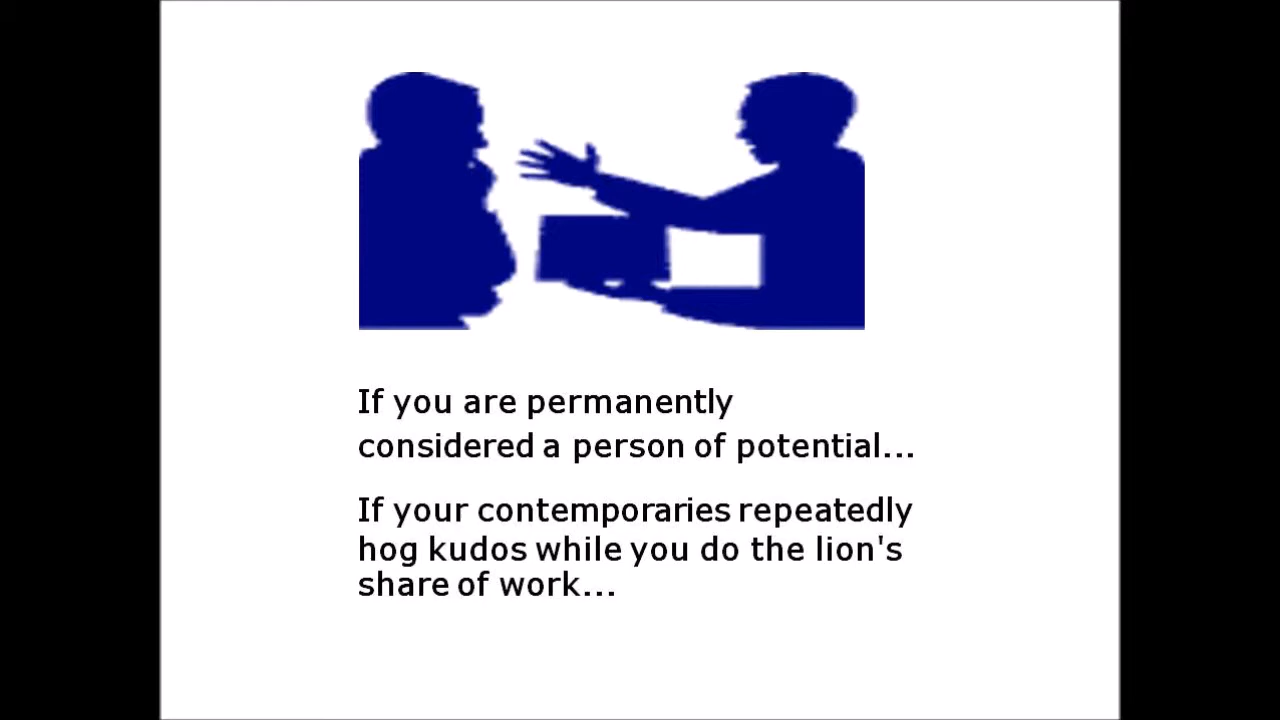 If you are permanently
considered a person of potential...
If your contemporaries repeatedly
hog kudos while you do the lion's
share of work...